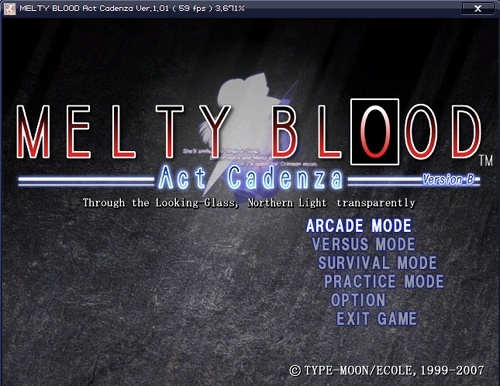 MELTY BLOOD Act Cadenza Ver,1,01 ( 59 fps ) 3,671%
MELTY BLOOD TM
Act Cadenza Version B
Through the Looking-Glass, Northern Light transparently
ARCADE MODE
VERSUS MODE
SURVIVAL MODE
PRACTICE MODE
OPTION
EXIT GAME
© TYPE-MOON/ECOLE,1999-2007